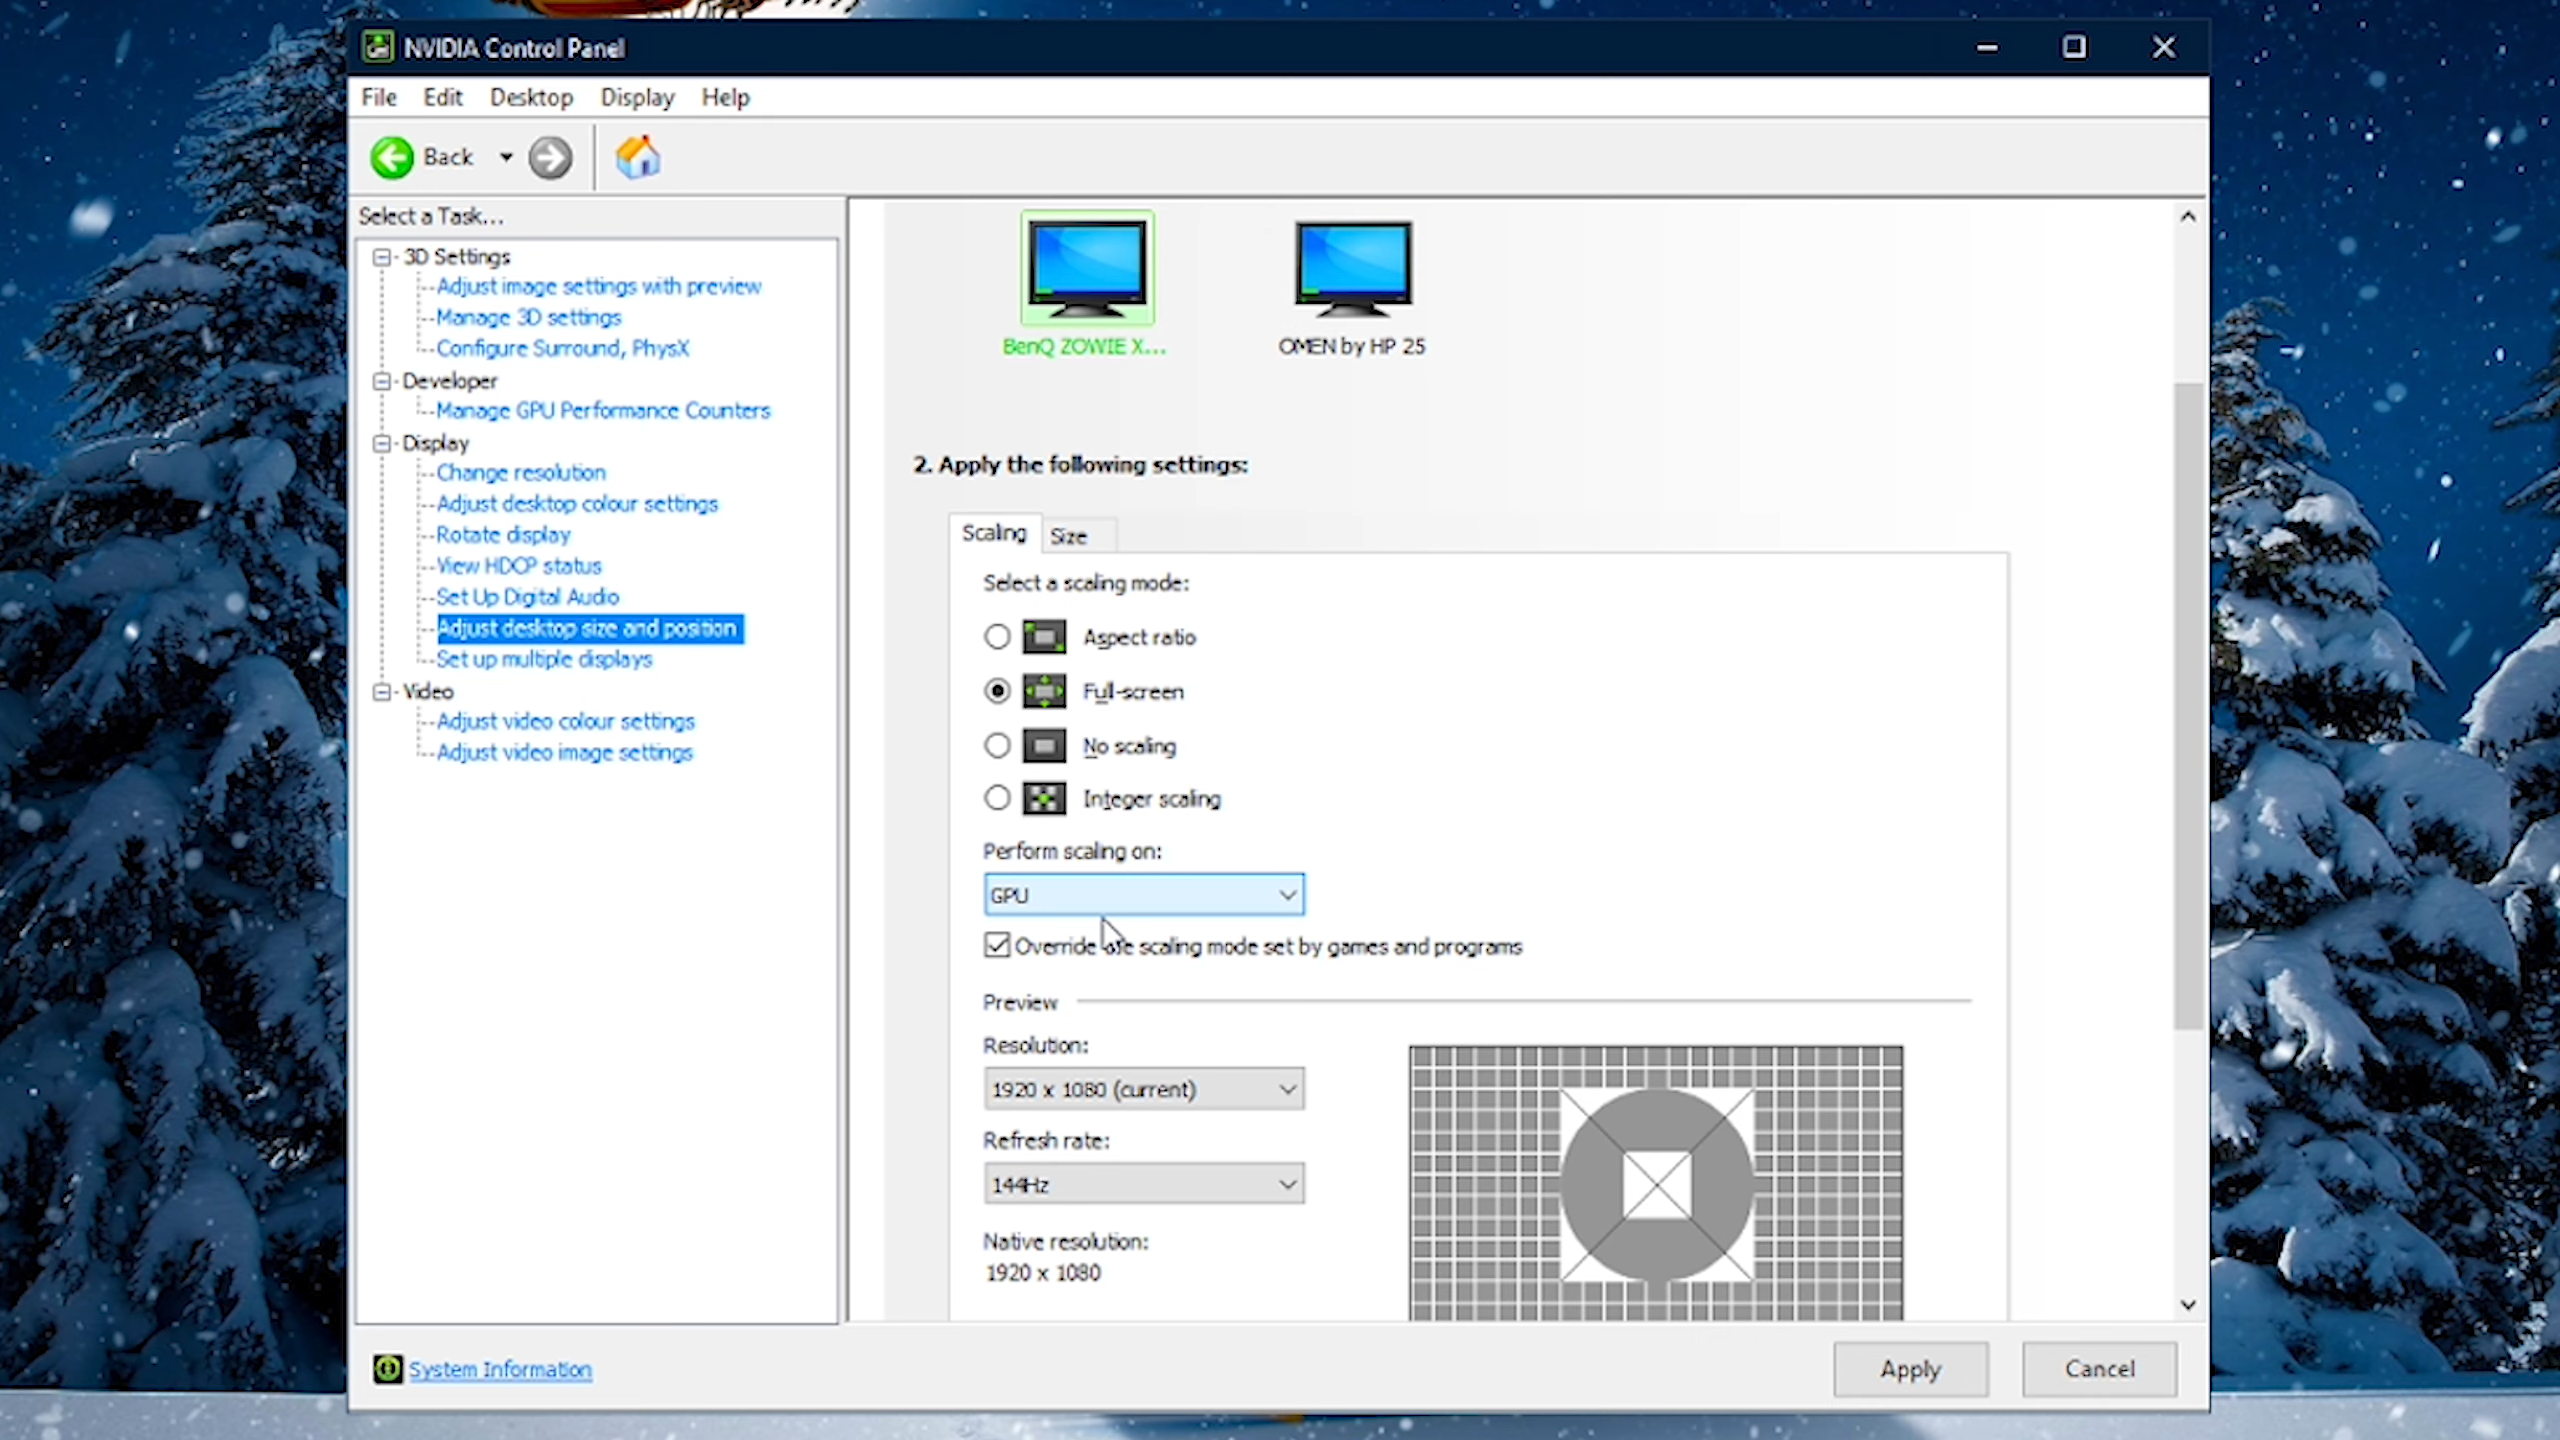 NVIDIA Control Panel
File Edit Desktop Display Help
Back
Select a Task...
3D Settings
Adjust image settings with preview
Manage 3D settings
Configure Surround, PhysX
Developer
Manage GPU Performance Counters
Display
Change resolution
Adjust desktop colour settings
Rotate display
View HDCP status
Set Up Digital Audio
Adjust desktop size and position
Set up multiple displays
Video
Adjust video colour settings
Adjust video image settings
BenQ ZOWIE X...
OMEN by HP 25
2. Apply the following settings:
Scaling Size
Select a scaling mode:
Aspect ratio
Full-screen
No scaling
Integer scaling
Perform scaling on:
GPU
Override the scaling mode set by games and programs
Preview
Resolution:
1920 x 1080 (current)
Refresh rate:
144Hz
Native resolution:
1920 x 1080
System Information
Apply Cancel